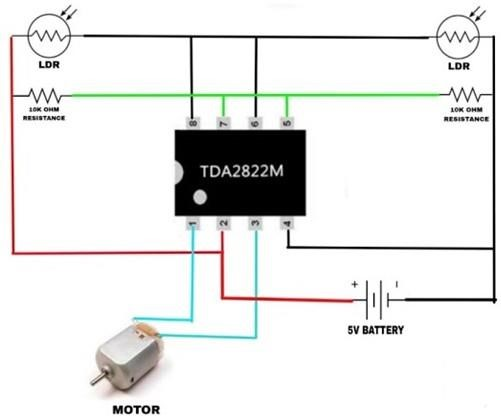 LDR
LDR
10K OHM
RESISTANCE
10K OHM
RESISTANCE
8 7 6 5
TDA2822M
1 2 3 4
+ -
5V BATTERY
MOTOR